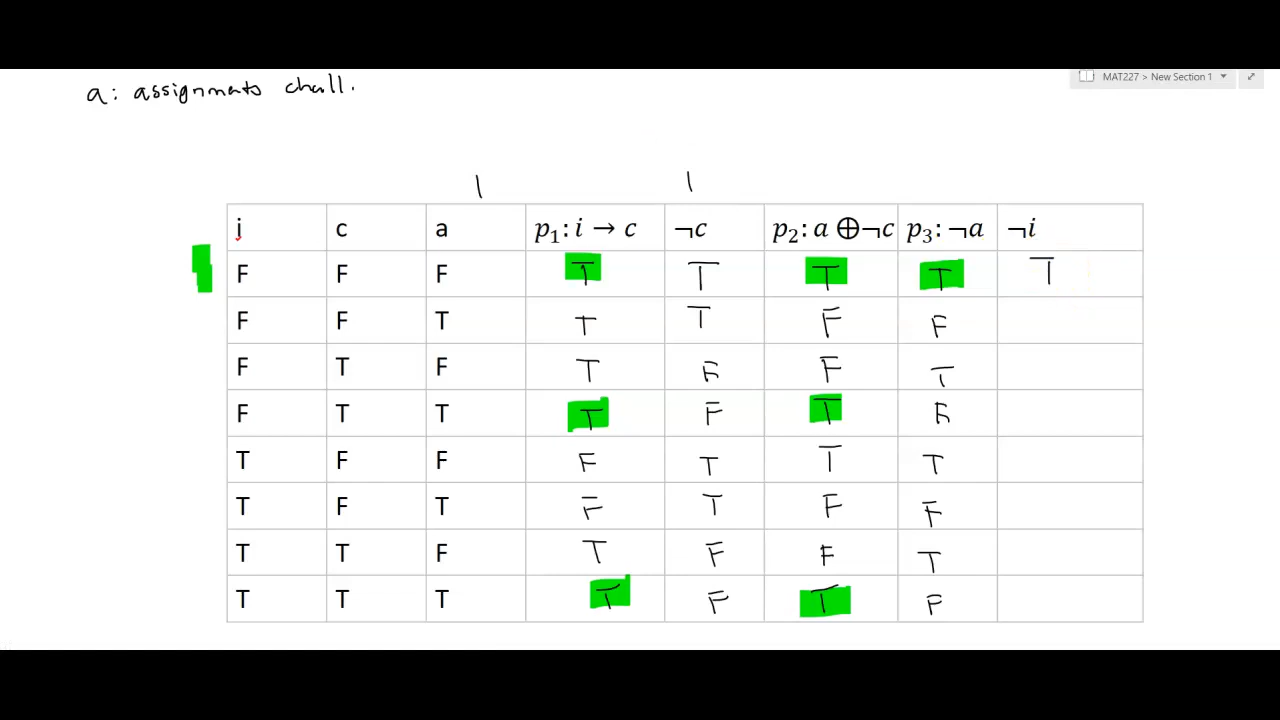 MAT227 > New Section 1
a: assignments chall.
i c a p₁: i → c ¬c p₂: a ⊕¬c p₃: ¬a ¬i
F F F T T T T T
F F T T T F F
F T F T F F T
F T T T F T F
T F F F T T T
T F T F T F F
T T F T F F T
T T T T F T F